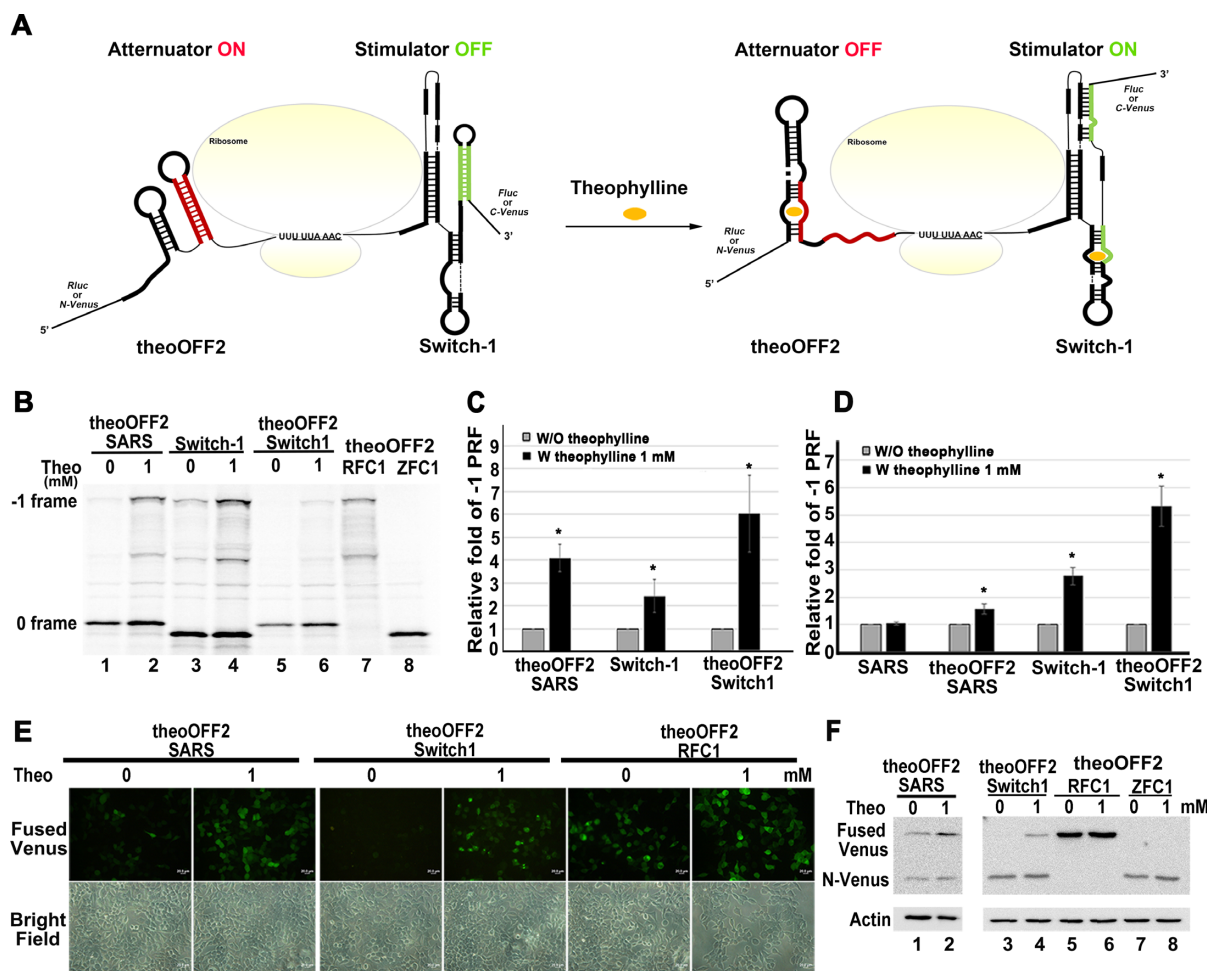 A
Atternuator ON
Stimulator OFF
Atternuator OFF
Stimulator ON
Ribosome
Fluc
or
C-Venus
3’
UUU UUA AAC
Rluc
or
N-Venus
5’
theoOFF2
Switch-1
Theophylline
Ribosome
3’
Fluc
or
C-Venus
Rluc
or
N-Venus
UUU UUA AAC
5’
theoOFF2
Switch-1
B
theoOFF2
SARS
Switch-1
theoOFF2
Switch1
theoOFF2
RFC1 ZFC1
Theo
(mM)
0 1 0 1 0 1
-1 frame
0 frame
1 2 3 4 5 6 7 8
C
Relative fold of -1 PRF
9
8
7
6
5
4
3
2
1
0
W/O theophylline
W theophylline 1 mM
* * *
theoOFF2
SARS
Switch-1
theoOFF2
Switch1
D
Relative fold of -1 PRF
7
6
5
4
3
2
1
0
W/O theophylline
W theophylline 1 mM
* * *
SARS
theoOFF2
SARS
Switch-1
theoOFF2
Switch1
E
theoOFF2
SARS
theoOFF2
Switch1
theoOFF2
RFC1
Theo 0 1 0 1 0 1 mM
Fused
Venus
Bright
Field
F
theoOFF2
SARS
theoOFF2
Switch1
theoOFF2
RFC1 ZFC1
Theo 0 1 0 1 0 1 0 1 mM
Fused
Venus
N-Venus
Actin
1 2 3 4 5 6 7 8